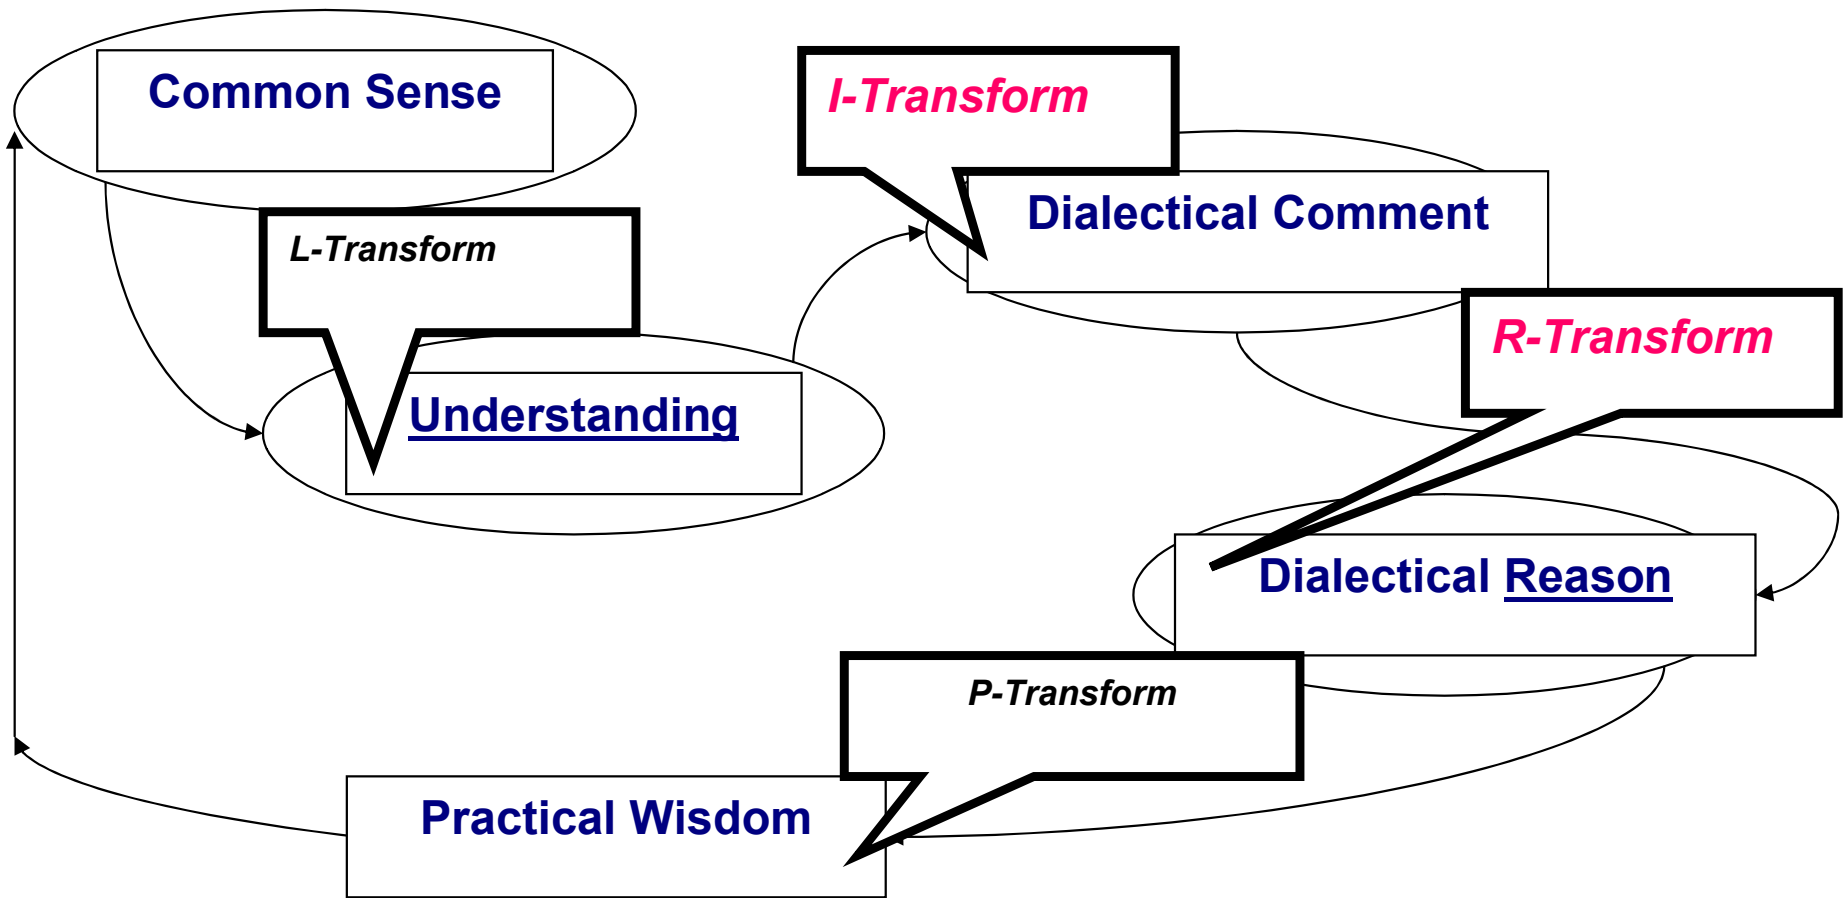 Common Sense
I-Transform
Dialectical Comment
L-Transform
R-Transform
Understanding
Dialectical Reason
P-Transform
Practical Wisdom